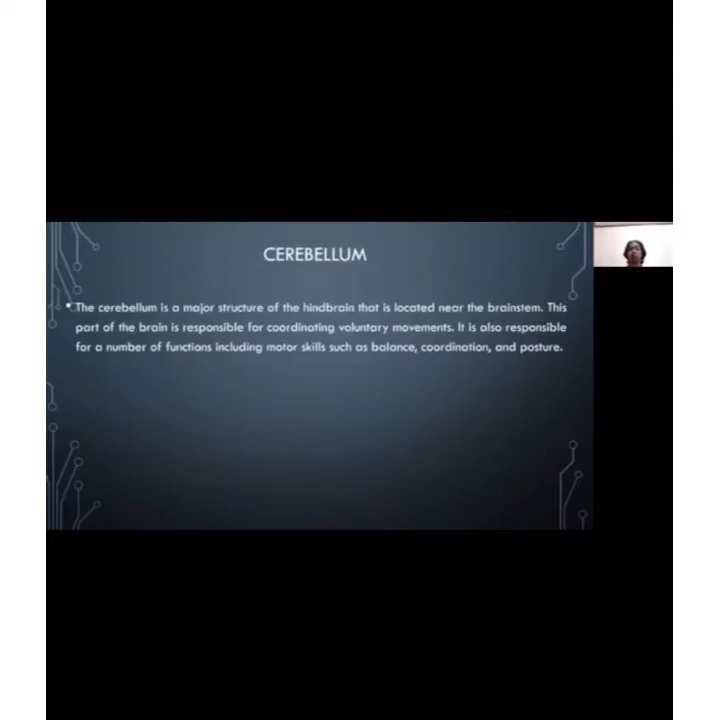 CEREBELLUM
• The cerebellum is a major structure of the hindbrain that is located near the brainstem. This
part of the brain is responsible for coordinating voluntary movements. It is also responsible
for a number of functions including motor skills such as balance, coordination, and posture.